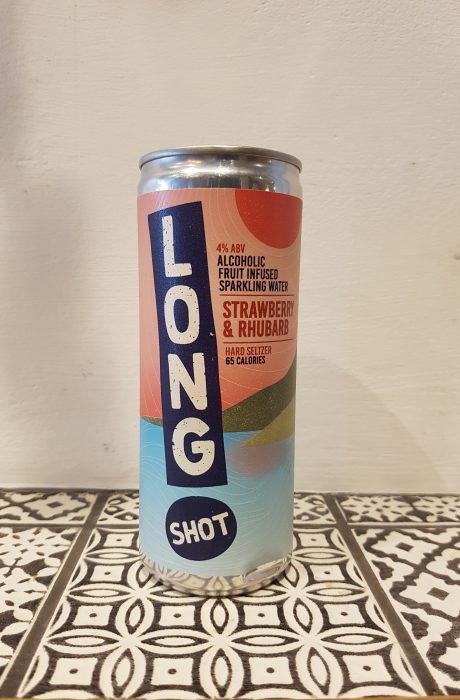 LONG
SHOT
4% ABV
ALCOHOLIC
FRUIT INFUSED
SPARKLING WATER
STRAWBERRY
& RHUBARB
HARD SELTZER
65 CALORIES